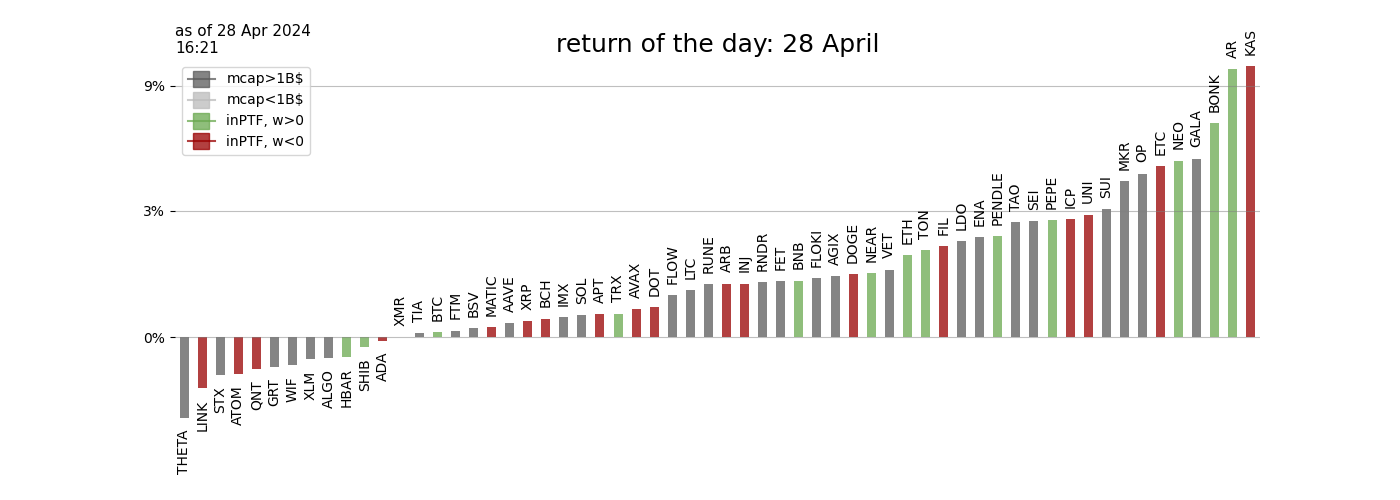 as of 28 Apr 2024
16:21
return of the day: 28 April
mcap>1B$
mcap<1B$
inPTF, w>0
inPTF, w<0
9%
3%
0%
THETA
LINK
STX
ATOM
QNT
GRT
WIF
XLM
ALGO
HBAR
SHIB
ADA
XMR
TIA
BTC
FTM
BSV
MATIC
AAVE
XRP
BCH
IMX
SOL
APT
TRX
AVAX
DOT
FLOW
LTC
RUNE
ARB
INJ
RNDR
FET
BNB
FLOKI
AGIX
DOGE
NEAR
VET
ETH
TON
FIL
LDO
ENA
PENDLE
TAO
SEI
PEPE
ICP
UNI
SUI
MKR
OP
ETC
NEO
GALA
BONK
AR
KAS